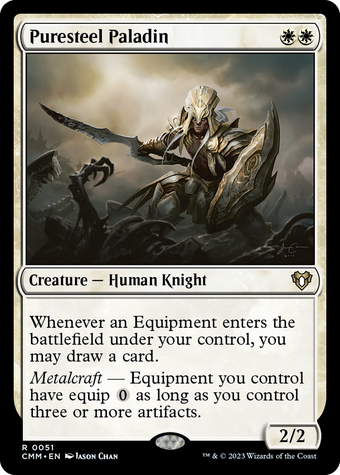 Puresteel Paladin
Creature — Human Knight
Whenever an Equipment enters the
battlefield under your control, you
may draw a card.
Metalcraft — Equipment you control
have equip 0 as long as you control
three or more artifacts.
2/2
R 0051
CMM • EN Jason Chan
™ & © 2023 Wizards of the Coast